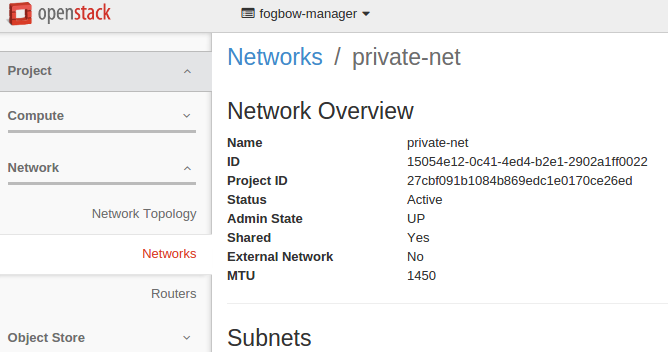 openstack
fogbow-manager
Project
Compute
Network
Network Topology
Networks
Routers
Object Store
Networks / private-net
Network Overview
Name private-net
ID 15054e12-0c41-4ed4-b2e1-2902a1ff0022
Project ID 27cbf091b1084b869edc1e0170ce26ed
Status Active
Admin State UP
Shared Yes
External Network No
MTU 1450
Subnets